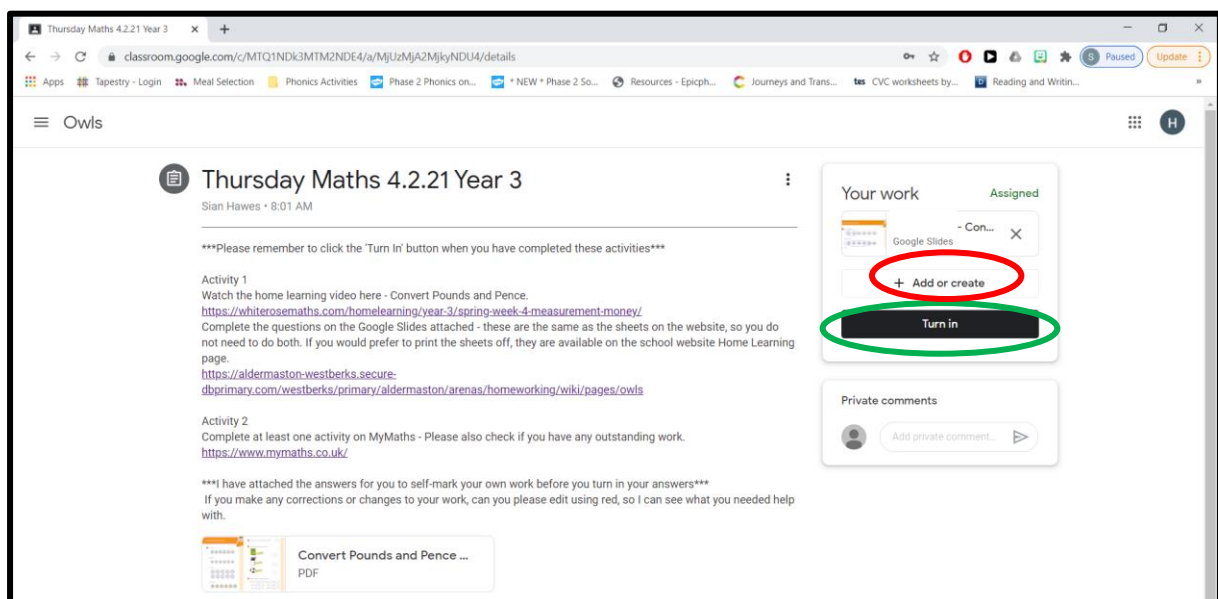 Thursday Maths 4.2.21 Year 3
classroom.google.com/c/MTQ1NDk3MTM2NDE4/a/MjUzMjA2MjkyNDU4/details
S Paused Update
Apps Tapestry - Login Meal Selection Phonics Activities Phase 2 Phonics on... * NEW * Phase 2 So... Resources - Epicph... Journeys and Trans... tes CVC worksheets by... Reading and Writin... »
Owls
H
Thursday Maths 4.2.21 Year 3
Sian Hawes • 8:01 AM
***Please remember to click the 'Turn In' button when you have completed these activities***
Activity 1
Watch the home learning video here - Convert Pounds and Pence.
https://whiterosemaths.com/homelearning/year-3/spring-week-4-measurement-money/
Complete the questions on the Google Slides attached - these are the same as the sheets on the website, so you do
not need to do both. If you would prefer to print the sheets off, they are available on the school website Home Learning
page.
https://aldermaston-westberks.secure-
dbprimary.com/westberks/primary/aldermaston/arenas/homeworking/wiki/pages/owls
Activity 2
Complete at least one activity on MyMaths - Please also check if you have any outstanding work.
https://www.mymaths.co.uk/
***I have attached the answers for you to self-mark your own work before you turn in your answers***
If you make any corrections or changes to your work, can you please edit using red, so I can see what you needed help
with.
Convert Pounds and Pence ...
PDF
Your work Assigned
- Con...
Google Slides
+ Add or create
Turn in
Private comments
Add private comment...